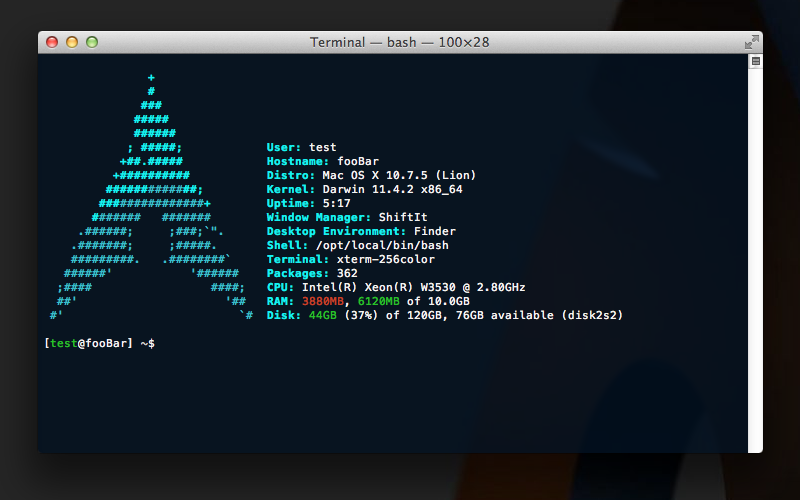 Terminal — bash — 100×28
+
#
###
#####
######
; #####;
+##.#####
+##########
#############;
###############+
####### #######
.######; ;###;`".
.#######; ;#####.
#########. .########`
######' '######
;#### ####;
##' '##
#' `#
User: test
Hostname: fooBar
Distro: Mac OS X 10.7.5 (Lion)
Kernel: Darwin 11.4.2 x86_64
Uptime: 5:17
Window Manager: ShiftIt
Desktop Environment: Finder
Shell: /opt/local/bin/bash
Terminal: xterm-256color
Packages: 362
CPU: Intel(R) Xeon(R) W3530 @ 2.80GHz
RAM: 3880MB, 6120MB of 10.0GB
Disk: 44GB (37%) of 120GB, 76GB available (disk2s2)
[test@fooBar] ~$